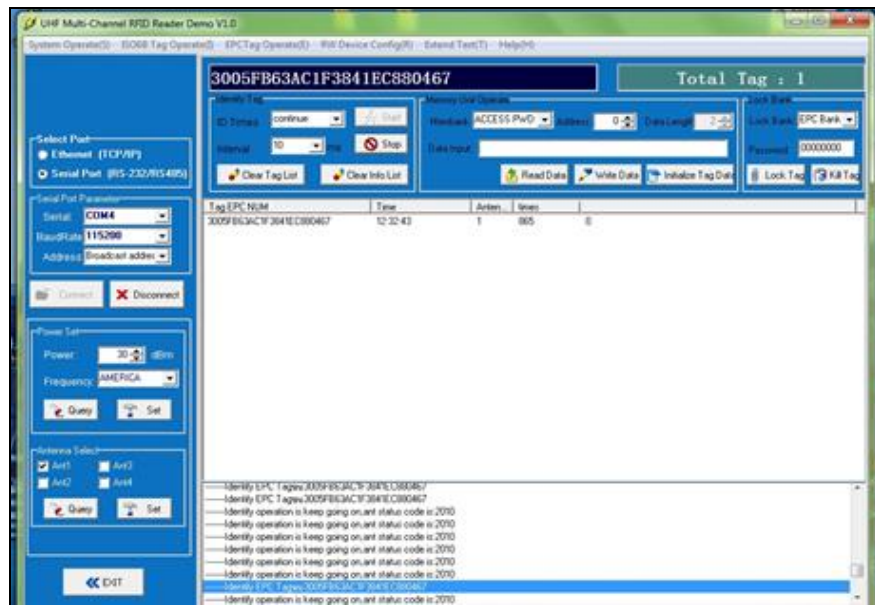 UHF Multi-Channel RFID Reader Demo V1.0
System Operate(S) ISO6B Tag Operate(I) EPCTag Operate(E) RW Device Config(R) Extend Test(T) Help(H)
3005FB63AC1F3841EC880467
Total Tag : 1
Identify Tag
ID Times continue Start
Interval 10 ms Stop
Clear Tag List Clear Info List
Memory Unit Operate
Membank ACCESS PWD Address 0 Data Length 2
Data Input
Read Data Write Data Initialize Tag Data
Lock Bank
Lock Bank EPC Bank
Password 00000000
Lock Tag Kill Tag
Select Port
Ethernet (TCP/IP)
Serial Port (RS-232/RS485)
Serial Port Parameter
Serial COM4
BaudRate 115200
Address Broadcast addres
Connect Disconnect
Power Set
Power 30 dBm
Frequency AMERICA
Query Set
Antenna Select
Ant1 Ant3
Ant2 Ant4
Query Set
EXIT
Tag EPC NUM Time Anten... times
3005FB63AC1F3841EC880467 12:32:43 1 865 0
-----Identify EPC Tag
-----Identify EPC Tag
-----Identify operation is keep going on,ant status code is:2010
-----Identify operation is keep going on,ant status code is:2010
-----Identify operation is keep going on,ant status code is:2010
-----Identify operation is keep going on,ant status code is:2010
-----Identify operation is keep going on,ant status code is:2010
-----Identify operation is keep going on,ant status code is:2010
-----Identify EPC Tag
-----Identify operation is keep going on,ant status code is:2010